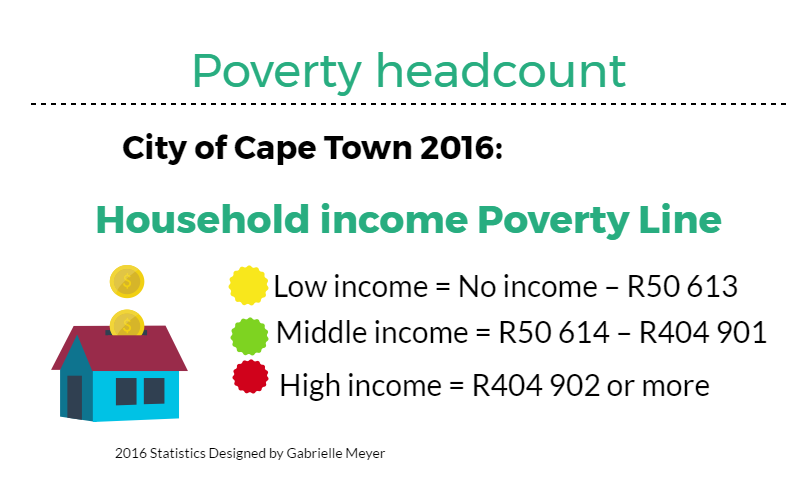 Poverty headcount
City of Cape Town 2016:
Household income Poverty Line
Low income = No income – R50 613
Middle income = R50 614 – R404 901
High income = R404 902 or more
2016 Statistics Designed by Gabrielle Meyer
$
$